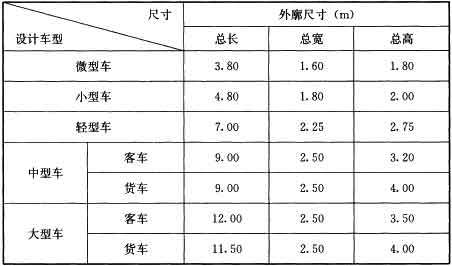 尺寸 外廓尺寸（m）
设计车型 总长 总宽 总高
微型车 3.80 1.60 1.80
小型车 4.80 1.80 2.00
轻型车 7.00 2.25 2.75
中型车 客车 9.00 2.50 3.20
货车 9.00 2.50 4.00
大型车 客车 12.00 2.50 3.50
货车 11.50 2.50 4.00